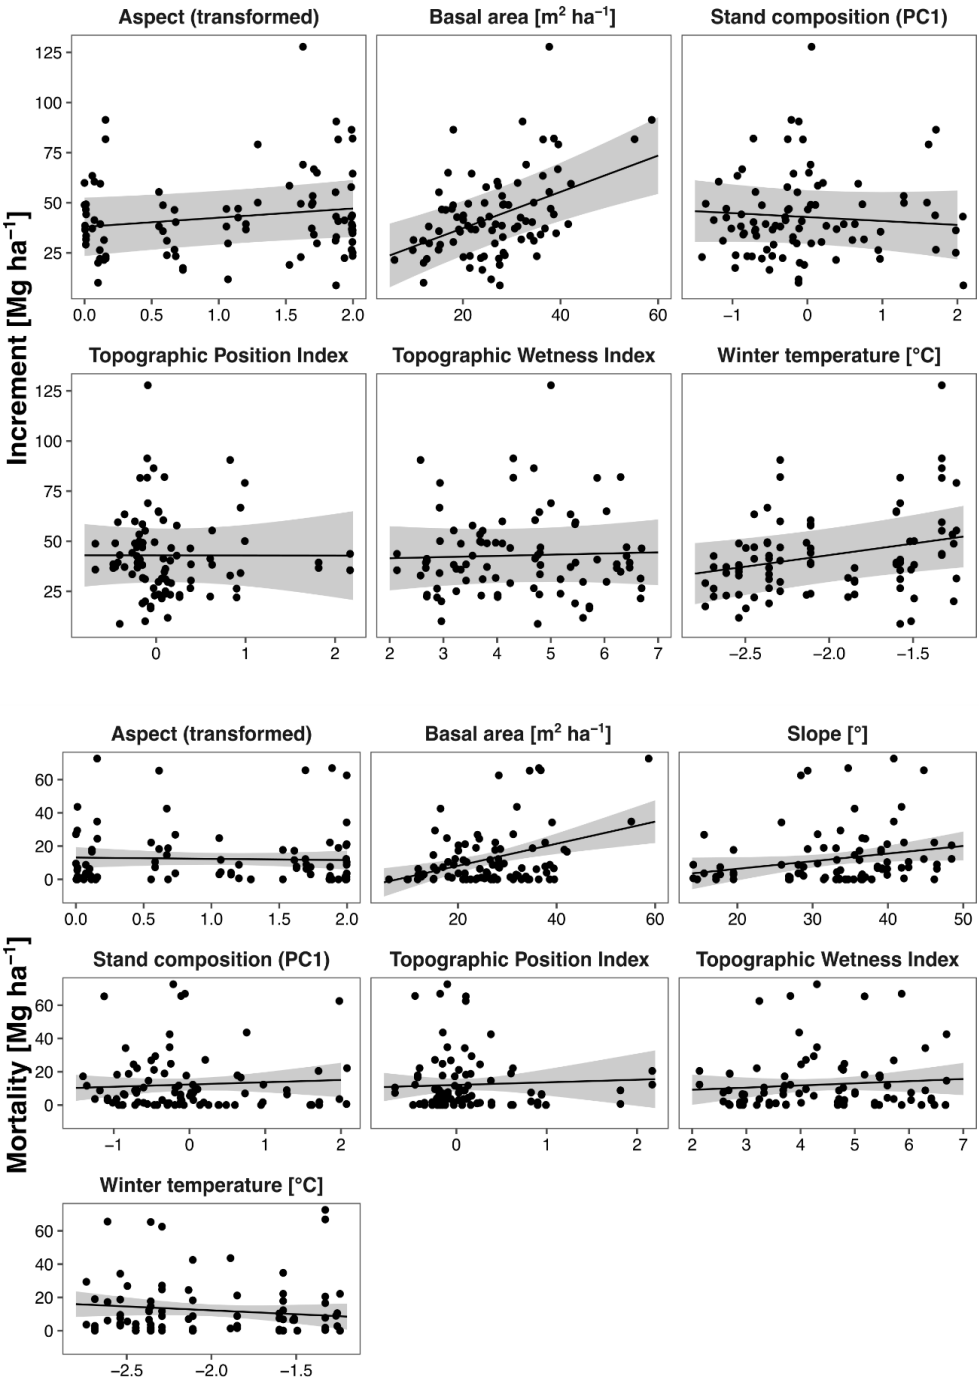 Aspect (transformed) Basal area [m² ha⁻¹] Stand composition (PC1)
125
100
75
50
25
0.0 0.5 1.0 1.5 2.0 20 40 60 −1 0 1 2
Increment [Mg ha⁻¹]
Topographic Position Index Topographic Wetness Index Winter temperature [°C]
125
100
75
50
25
0 1 2 2 3 4 5 6 7 −2.5 −2.0 −1.5
Aspect (transformed) Basal area [m² ha⁻¹] Slope [°]
60
40
20
0
0.0 0.5 1.0 1.5 2.0 20 40 60 20 30 40 50
Mortality [Mg ha⁻¹]
Stand composition (PC1) Topographic Position Index Topographic Wetness Index
60
40
20
0
−1 0 1 2 0 1 2 2 3 4 5 6 7
Winter temperature [°C]
60
40
20
0
−2.5 −2.0 −1.5